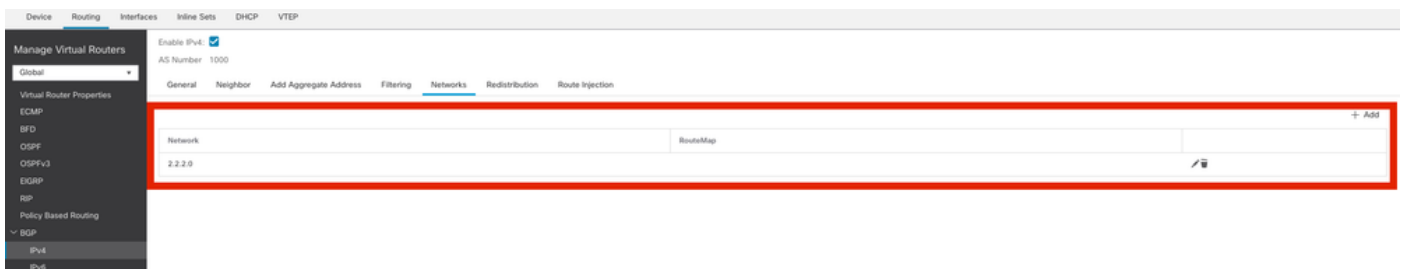 Device Routing Interfaces Inline Sets DHCP VTEP
Manage Virtual Routers
Global
Virtual Router Properties
ECMP
BFD
OSPF
OSPFv3
EIGRP
RIP
Policy Based Routing
BGP
IPv4
IPv6
Enable IPv4:
AS Number 1000
General Neighbor Add Aggregate Address Filtering Networks Redistribution Route Injection
+ Add
Network RouteMap
2.2.2.0